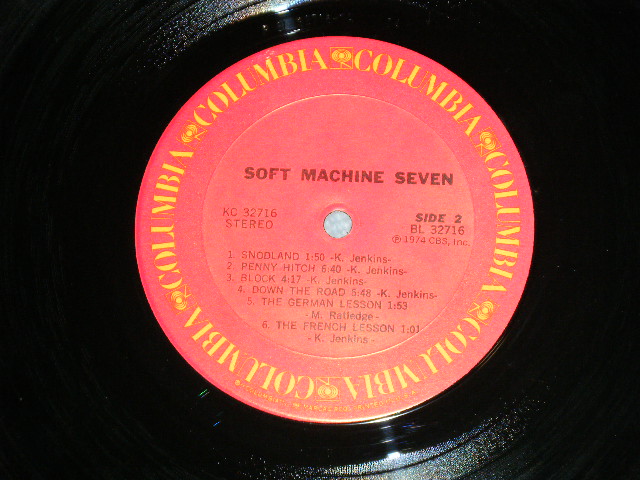 COLUMBIA COLUMBIA COLUMBIA COLUMBIA COLUMBIA COLUMBIA
SOFT MACHINE SEVEN
KC 32716
STEREO
SIDE 2
BL 32716
℗ 1974 CBS, Inc.
1. SNODLAND 1:50 -K. Jenkins-
2. PENNY HITCH 6:40 -K. Jenkins-
3. BLOCK 4:17 -K. Jenkins-
4. DOWN THE ROAD 5:48 -K. Jenkins-
5. THE GERMAN LESSON 1:53
-M. Ratledge-
6. THE FRENCH LESSON 1:01
-K. Jenkins-